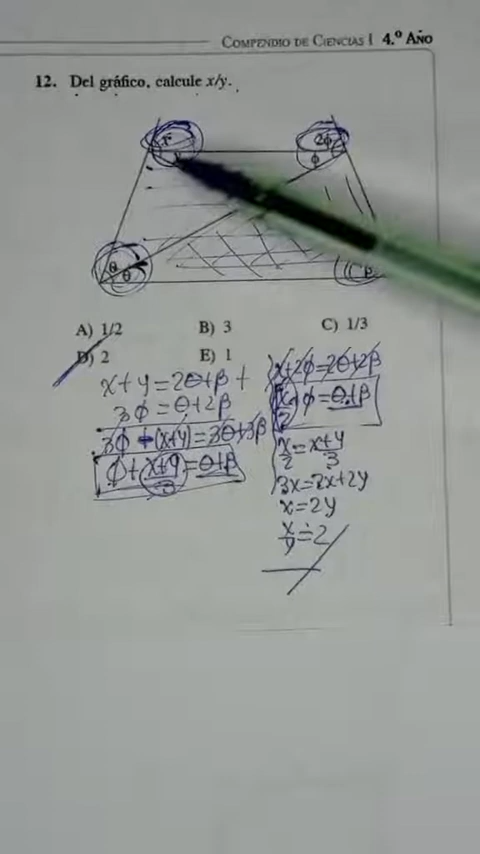 COMPENDIO DE CIENCIAS I 4.º AÑO
12. Del gráfico, calcule x/y.
x 2ϕ
ϕ
θ
θ β
A) 1/2 B) 3 C) 1/3
D) 2 E) 1
x+y=2θ+β +
3ϕ=θ+2β
3ϕ+(x+y)=3θ+3β
ϕ+(x+y)=θ+β
3
x+2ϕ=2θ+2β
x+ϕ=θ+β
2
x/2=x+y/3
3x=2x+2y
x=2y
x/y=2